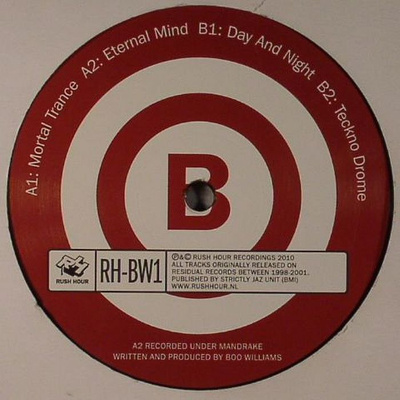 A1: Mortal Trance A2: Eternal Mind B1: Day And Night B2: Teckno Drome
B
RUSH HOUR
RH-BW1
℗&© RUSH HOUR RECORDINGS 2010
ALL TRACKS ORIGINALLY RELEASED ON
RESIDUAL RECORDS BETWEEN 1998-2001.
PUBLISHED BY STRICTLY JAZ UNIT (BMI)
WWW.RUSHHOUR.NL
A2 RECORDED UNDER MANDRAKE
WRITTEN AND PRODUCED BY BOO WILLIAMS